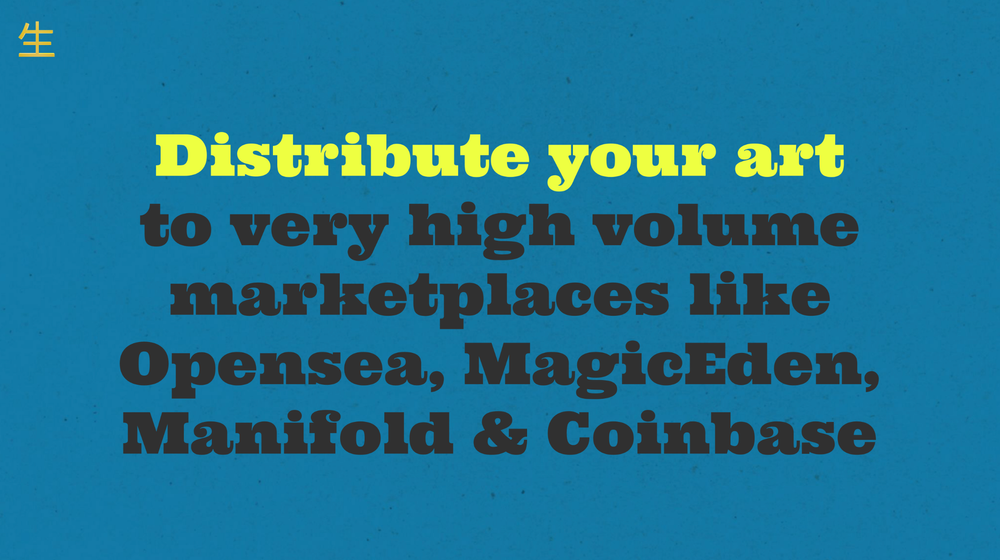 生
Distribute your art
to very high volume
marketplaces like
Opensea, MagicEden,
Manifold & Coinbase